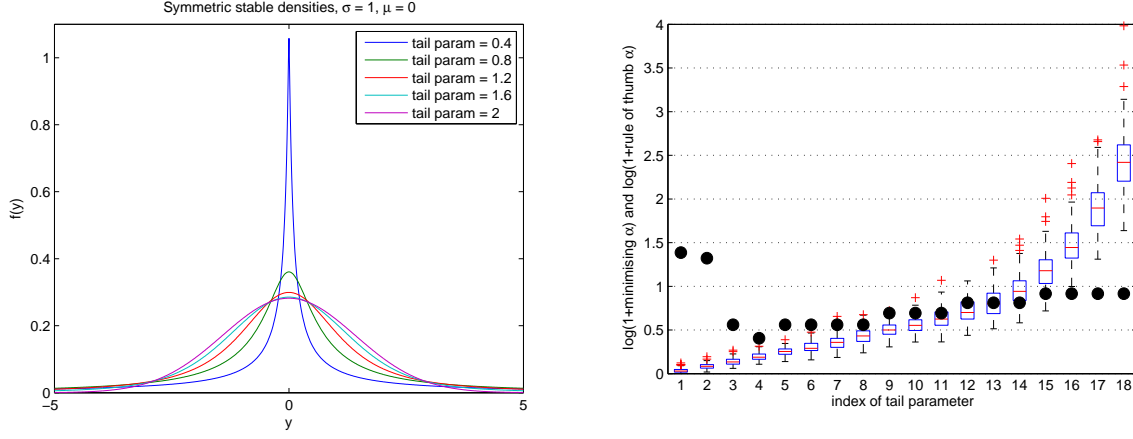 Symmetric stable densities, σ = 1, μ = 0
tail param = 0.4
tail param = 0.8
tail param = 1.2
tail param = 1.6
tail param = 2
f(y)
1
0.8
0.6
0.4
0.2
0
−5
0
5
y
log(1+minimising α) and log(1+rule of thumb α)
4
3.5
3
2.5
2
1.5
1
0.5
0
1 2 3 4 5 6 7 8 9 10 11 12 13 14 15 16 17 18
index of tail parameter